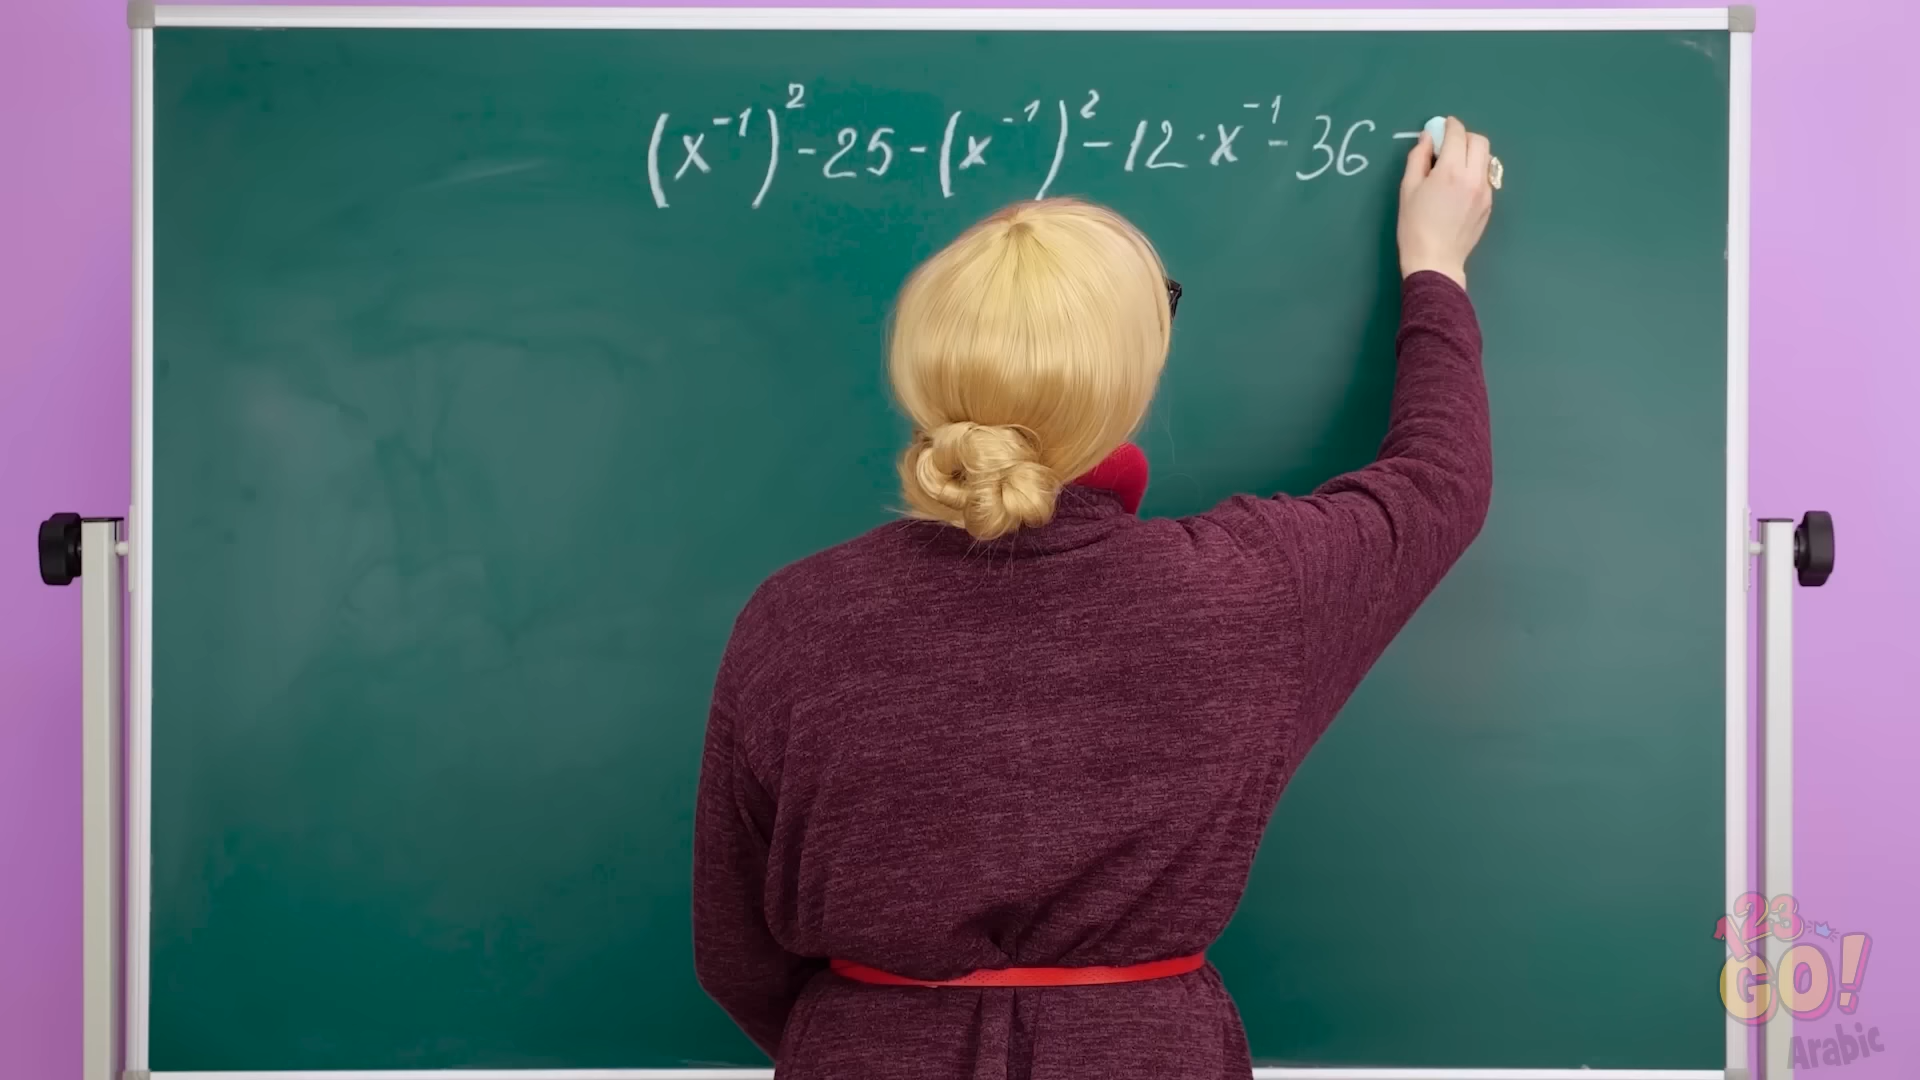 (x⁻¹)² - 25 - (x⁻¹)² - 12 · x⁻¹ - 36 -
123
GO!
Arabic